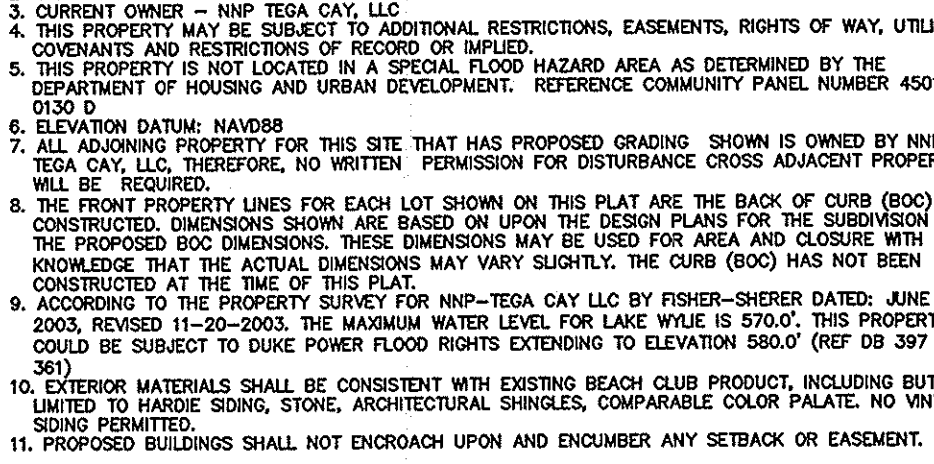 3. CURRENT OWNER – NNP TEGA CAY, LLC
4. THIS PROPERTY MAY BE SUBJECT TO ADDITIONAL RESTRICTIONS, EASEMENTS, RIGHTS OF WAY, UTILI
COVENANTS AND RESTRICTIONS OF RECORD OR IMPLIED.
5. THIS PROPERTY IS NOT LOCATED IN A SPECIAL FLOOD HAZARD AREA AS DETERMINED BY THE
DEPARTMENT OF HOUSING AND URBAN DEVELOPMENT. REFERENCE COMMUNITY PANEL NUMBER 450
0130 D
6. ELEVATION DATUM: NAVD88
7. ALL ADJOINING PROPERTY FOR THIS SITE THAT HAS PROPOSED GRADING SHOWN IS OWNED BY NN
TEGA CAY, LLC, THEREFORE, NO WRITTEN PERMISSION FOR DISTURBANCE CROSS ADJACENT PROPER
WILL BE REQUIRED.
8. THE FRONT PROPERTY LINES FOR EACH LOT SHOWN ON THIS PLAT ARE THE BACK OF CURB (BOC)
CONSTRUCTED. DIMENSIONS SHOWN ARE BASED ON UPON THE DESIGN PLANS FOR THE SUBDIVISION
THE PROPOSED BOC DIMENSIONS. THESE DIMENSIONS MAY BE USED FOR AREA AND CLOSURE WITH
KNOWLEDGE THAT THE ACTUAL DIMENSIONS MAY VARY SLIGHTLY. THE CURB (BOC) HAS NOT BEEN
CONSTRUCTED AT THE TIME OF THIS PLAT.
9. ACCORDING TO THE PROPERTY SURVEY FOR NNP–TEGA CAY LLC BY FISHER–SHERER DATED: JUNE
2003, REVISED 11–20–2003. THE MAXIMUM WATER LEVEL FOR LAKE WYLIE IS 570.0'. THIS PROPERT
COULD BE SUBJECT TO DUKE POWER FLOOD RIGHTS EXTENDING TO ELEVATION 580.0' (REF DB 397
361)
10. EXTERIOR MATERIALS SHALL BE CONSISTENT WITH EXISTING BEACH CLUB PRODUCT, INCLUDING BUT
LIMITED TO HARDIE SIDING, STONE, ARCHITECTURAL SHINGLES, COMPARABLE COLOR PALATE. NO VIN
SIDING PERMITTED.
11. PROPOSED BUILDINGS SHALL NOT ENCROACH UPON AND ENCUMBER ANY SETBACK OR EASEMENT.